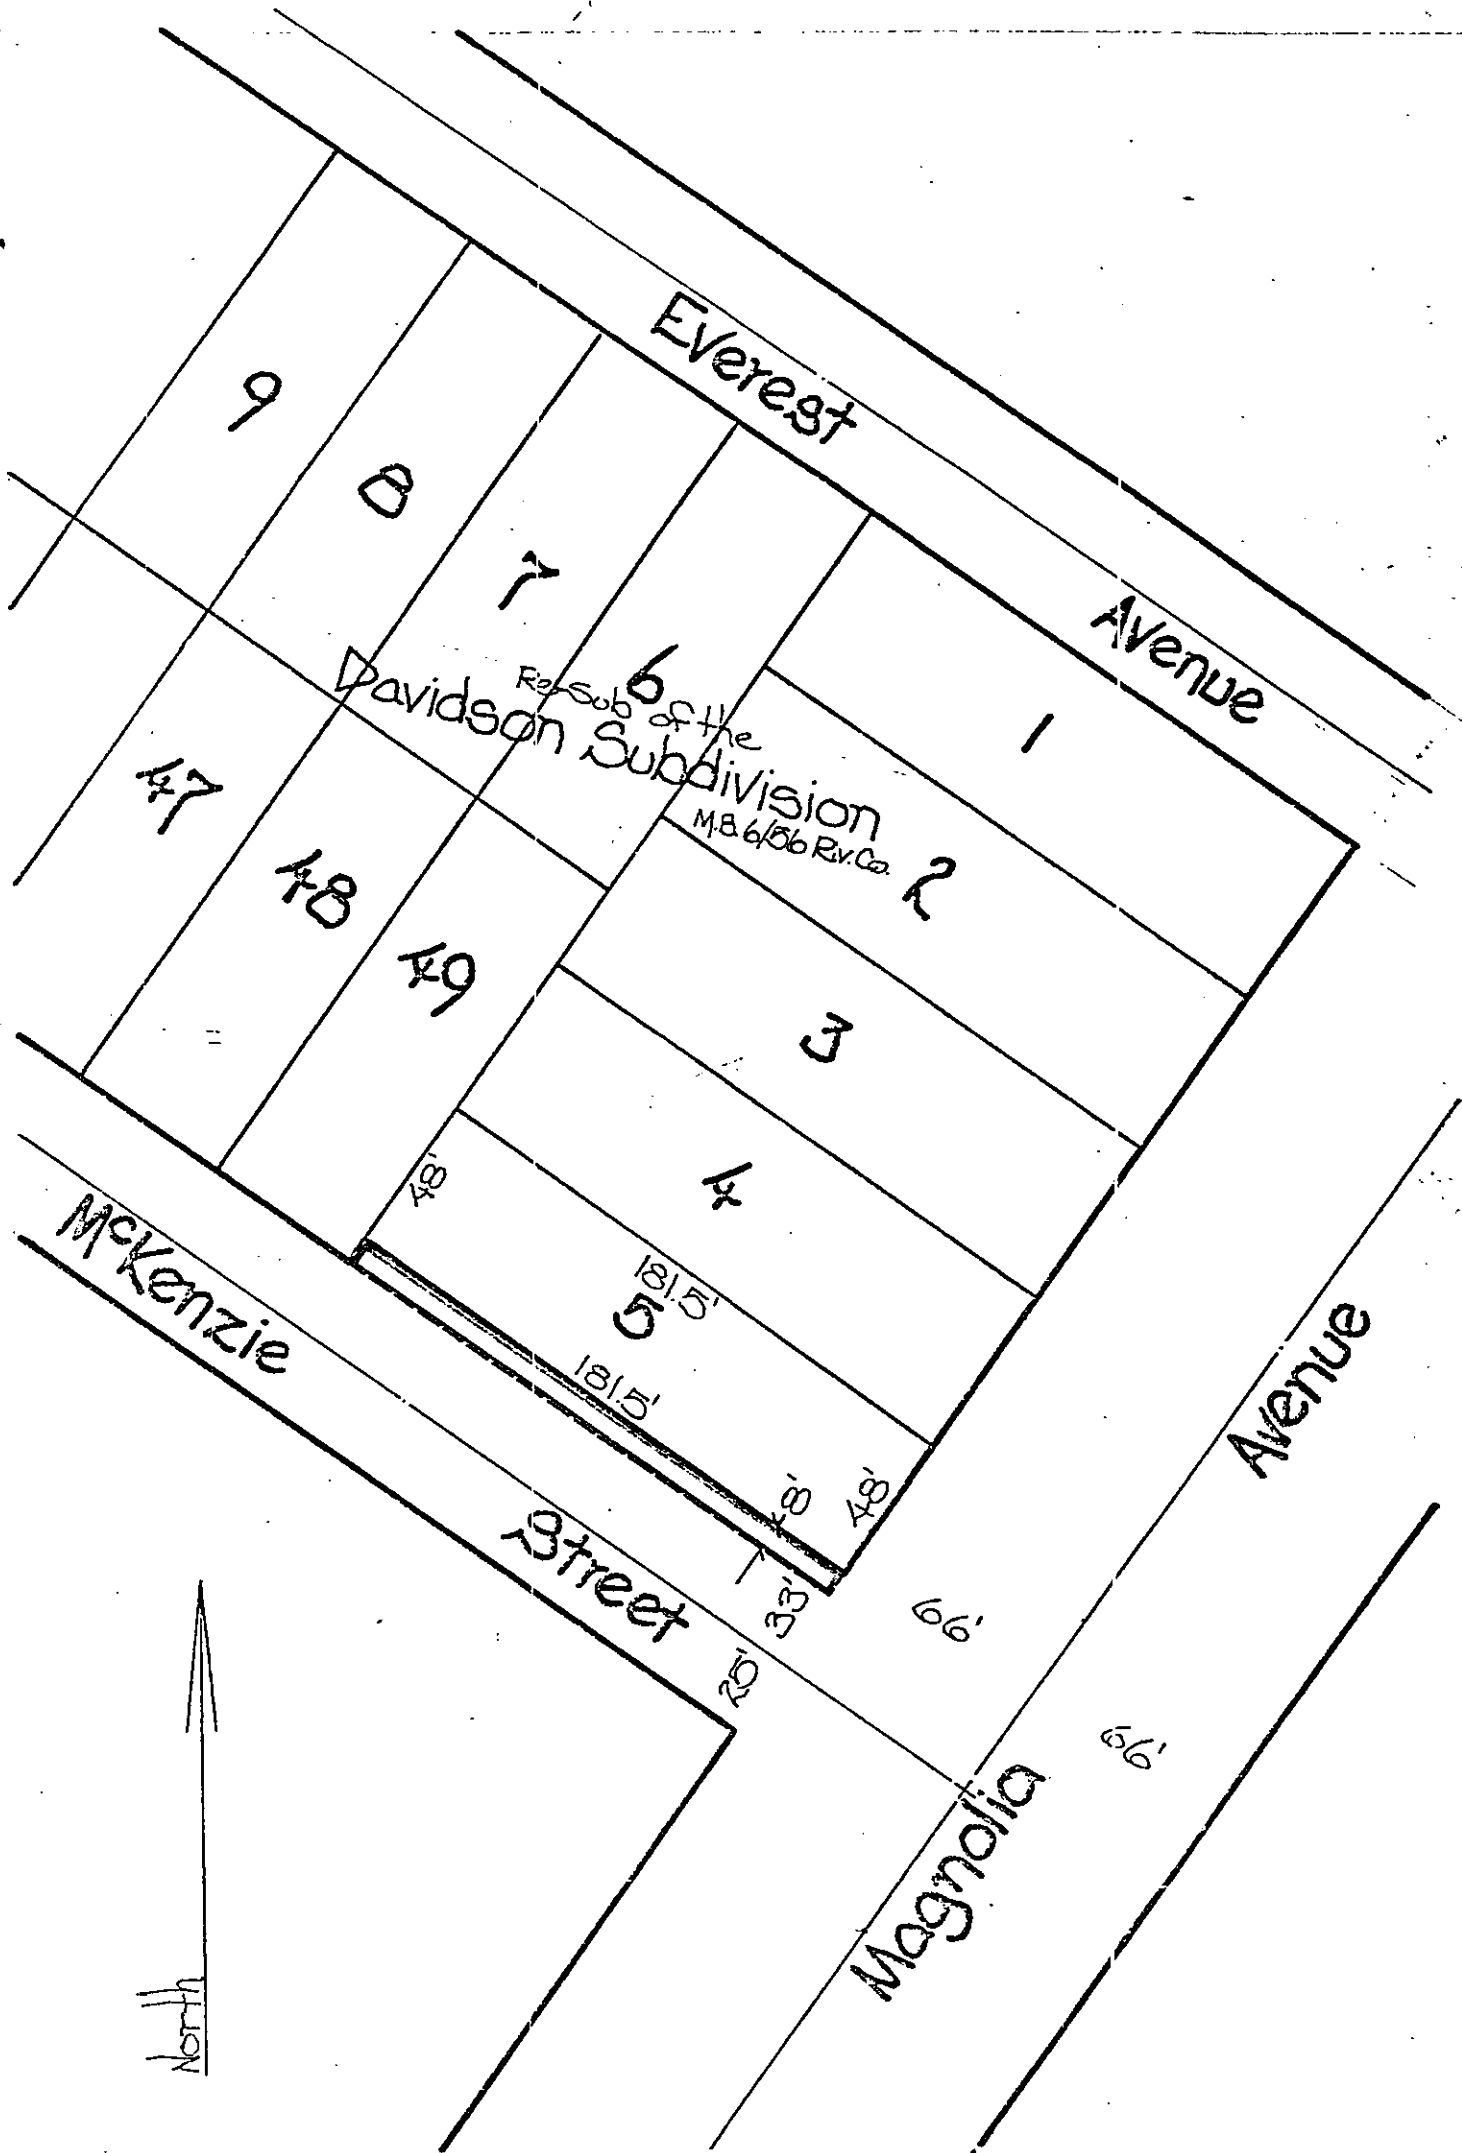 Everest
Avenue
9
8
7
6
1
Re-Sub of the
Davidson Subdivision
M.B. 6/56 Riv. Co.
2
47
48
49
3
4
48'
181.5'
5
181.5'
McKenzie
Street
8'
48'
33'
25'
66'
66'
Magnolia
Avenue
North